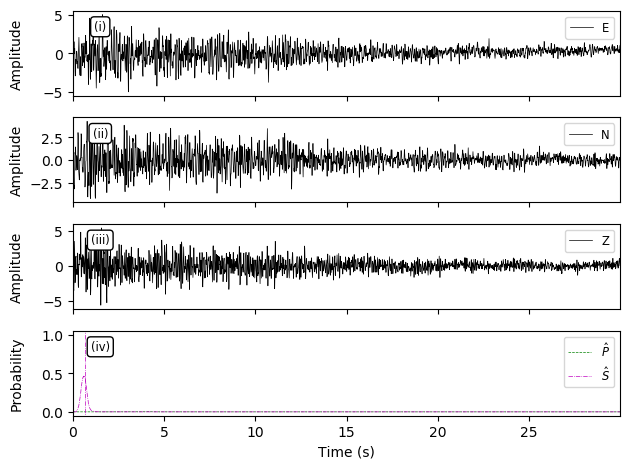 5
0
−5
Amplitude
(i)
E
2.5
0.0
−2.5
Amplitude
(ii)
N
5
0
−5
Amplitude
(iii)
Z
1.0
0.5
0.0
Probability
(iv)
P̂
Ŝ
0 5 10 15 20 25
Time (s)